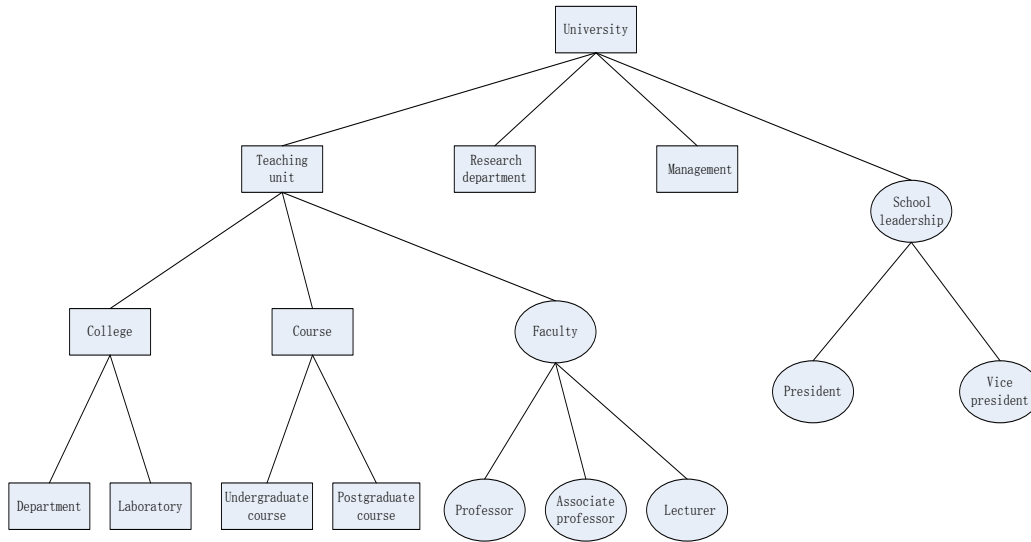 University
Teaching
unit
Research
department
Management
School
leadership
College
Course
Faculty
President
Vice
president
Department
Laboratory
Undergraduate
course
Postgraduate
course
Professor
Associate
professor
Lecturer